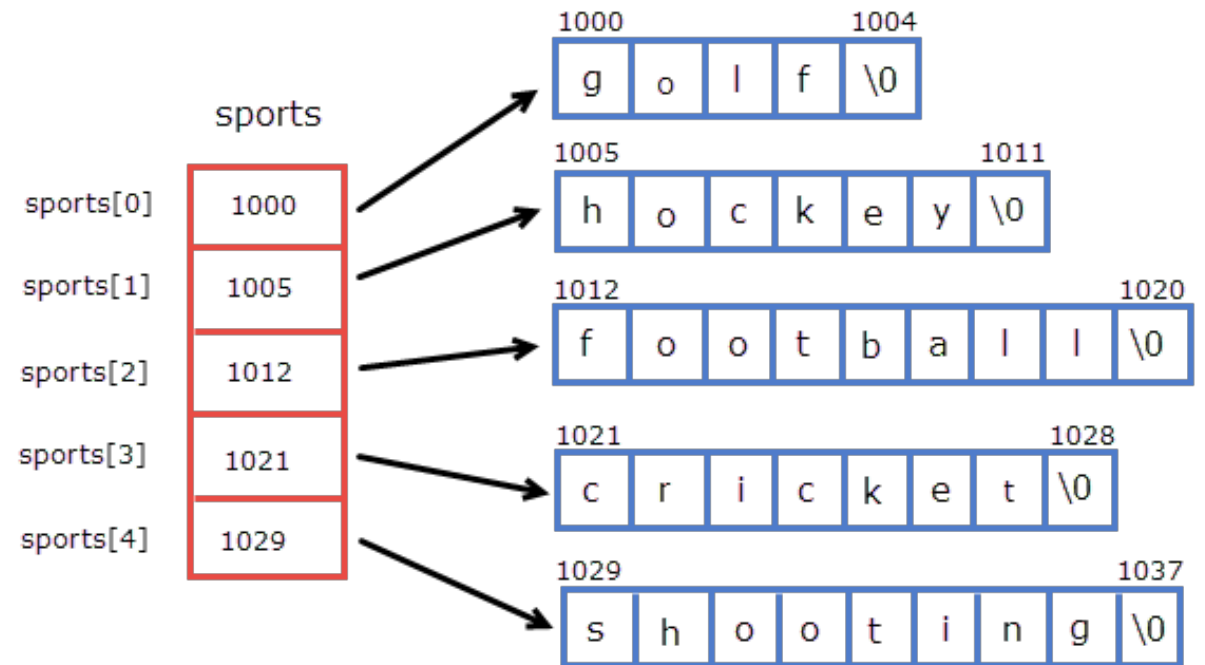 1000 1004
g o l f \0
sports
1005 1011
sports[0] 1000
h o c k e y \0
sports[1] 1005
1012 1020
f o o t b a l l \0
sports[2] 1012
1021 1028
sports[3] 1021
c r i c k e t \0
sports[4] 1029
1029 1037
s h o o t i n g \0